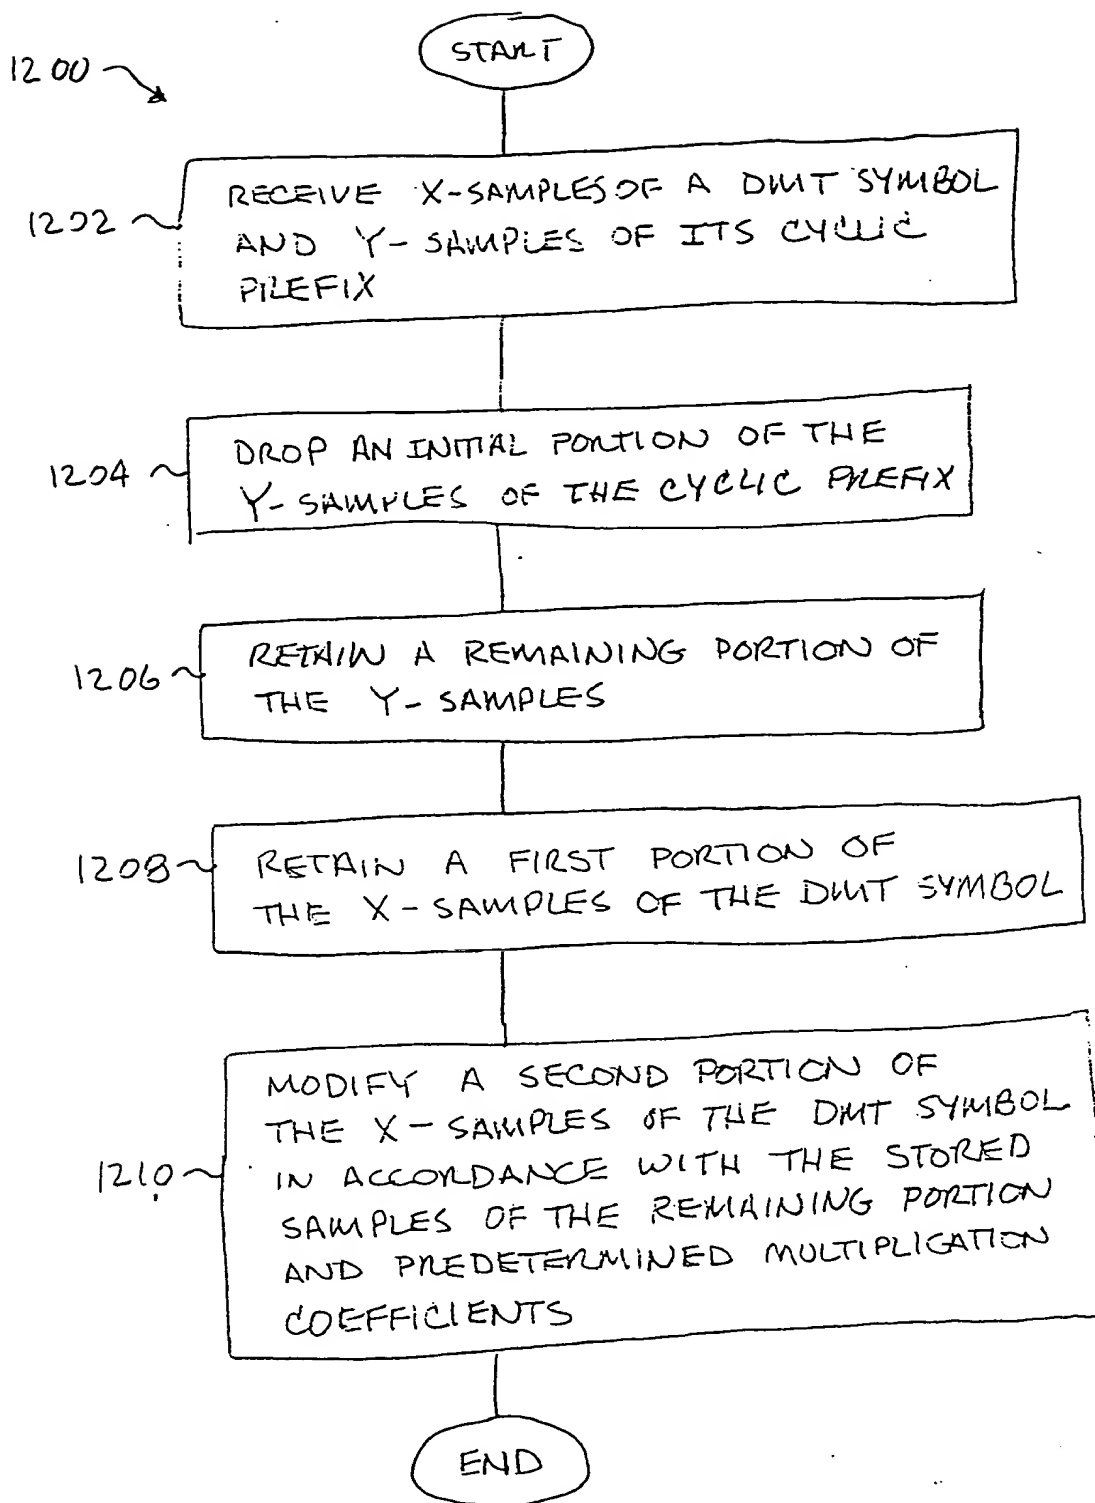 START
1200
1202
RECEIVE X-SAMPLES OF A DMT SYMBOL
AND Y-SAMPLES OF ITS CYCLIC
PREFIX
1204
DROP AN INITIAL PORTION OF THE
Y-SAMPLES OF THE CYCLIC PREFIX
1206
RETAIN A REMAINING PORTION OF
THE Y-SAMPLES
1208
RETAIN A FIRST PORTION OF
THE X-SAMPLES OF THE DMT SYMBOL
1210
MODIFY A SECOND PORTION OF
THE X-SAMPLES OF THE DMT SYMBOL
IN ACCORDANCE WITH THE STORED
SAMPLES OF THE REMAINING PORTION
AND PREDETERMINED MULTIPLICATION
COEFFICIENTS
END